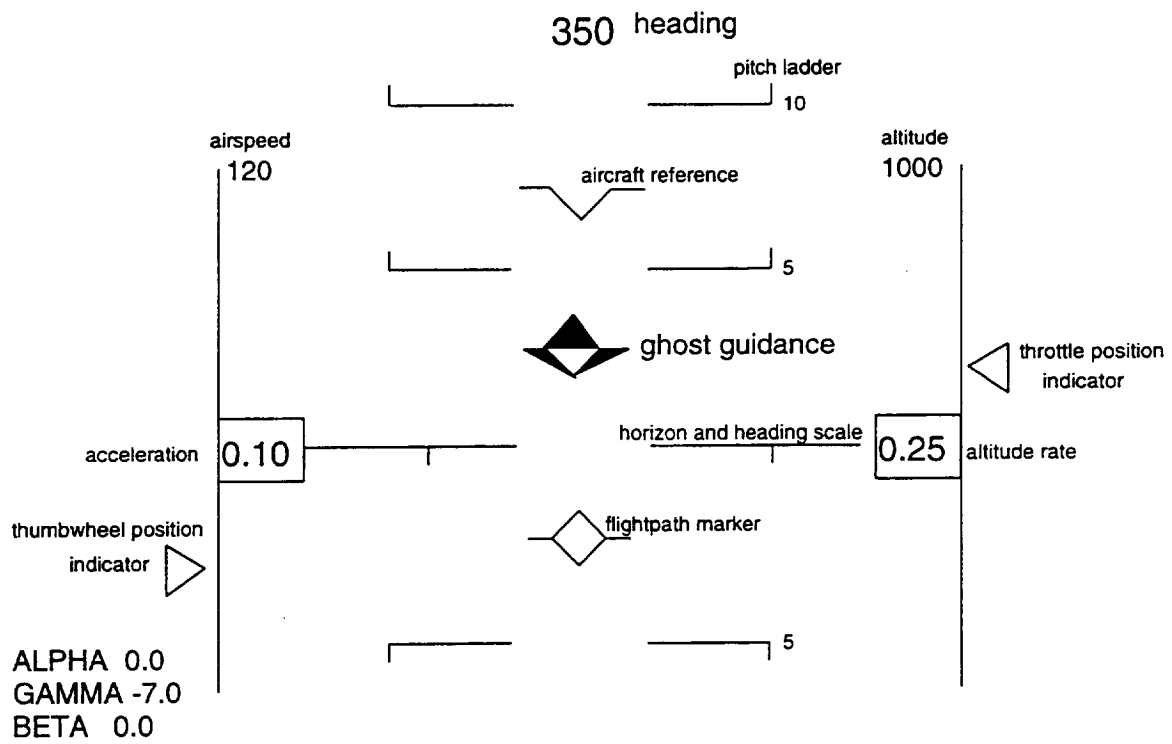 350 heading
pitch ladder
10
airspeed
120
altitude
1000
aircraft reference
5
ghost guidance
throttle position
indicator
horizon and heading scale
acceleration
0.10
0.25
altitude rate
thumbwheel position
indicator
flightpath marker
5
ALPHA 0.0
GAMMA -7.0
BETA 0.0